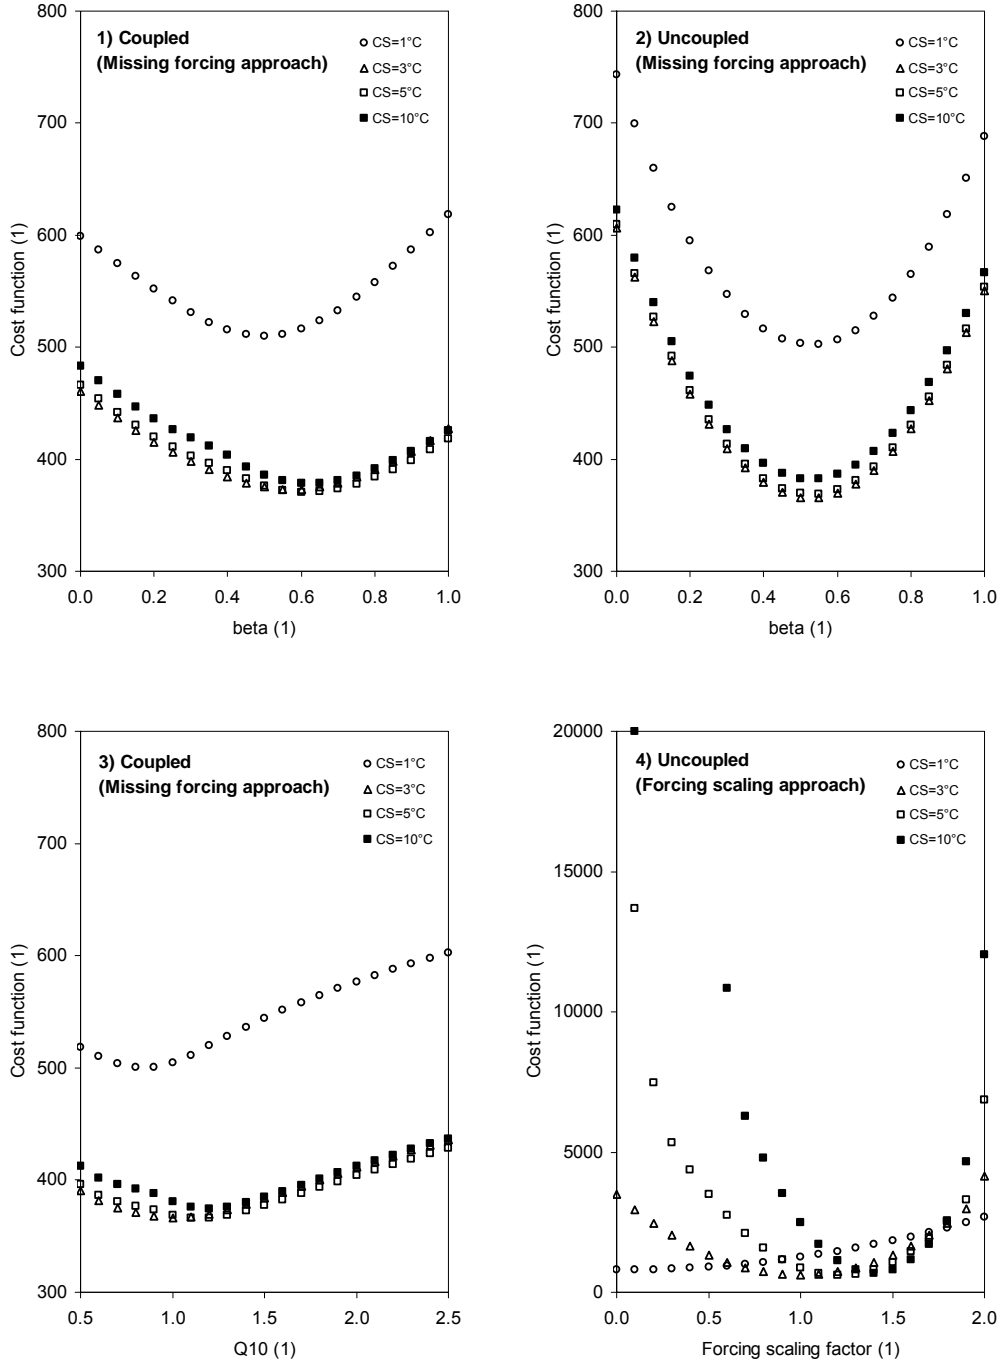 1) Coupled
(Missing forcing approach)
CS=1°C
CS=3°C
CS=5°C
CS=10°C
800
700
600
500
400
300
Cost function (1)
0.0 0.2 0.4 0.6 0.8 1.0
beta (1)
2) Uncoupled
(Missing forcing approach)
CS=1°C
CS=3°C
CS=5°C
CS=10°C
800
700
600
500
400
300
Cost function (1)
0.0 0.2 0.4 0.6 0.8 1.0
beta (1)
3) Coupled
(Missing forcing approach)
CS=1°C
CS=3°C
CS=5°C
CS=10°C
800
700
600
500
400
300
Cost function (1)
0.5 1.0 1.5 2.0 2.5
Q10 (1)
4) Uncoupled
(Forcing scaling approach)
CS=1°C
CS=3°C
CS=5°C
CS=10°C
20000
15000
10000
5000
0
Cost function (1)
0.0 0.5 1.0 1.5 2.0
Forcing scaling factor (1)